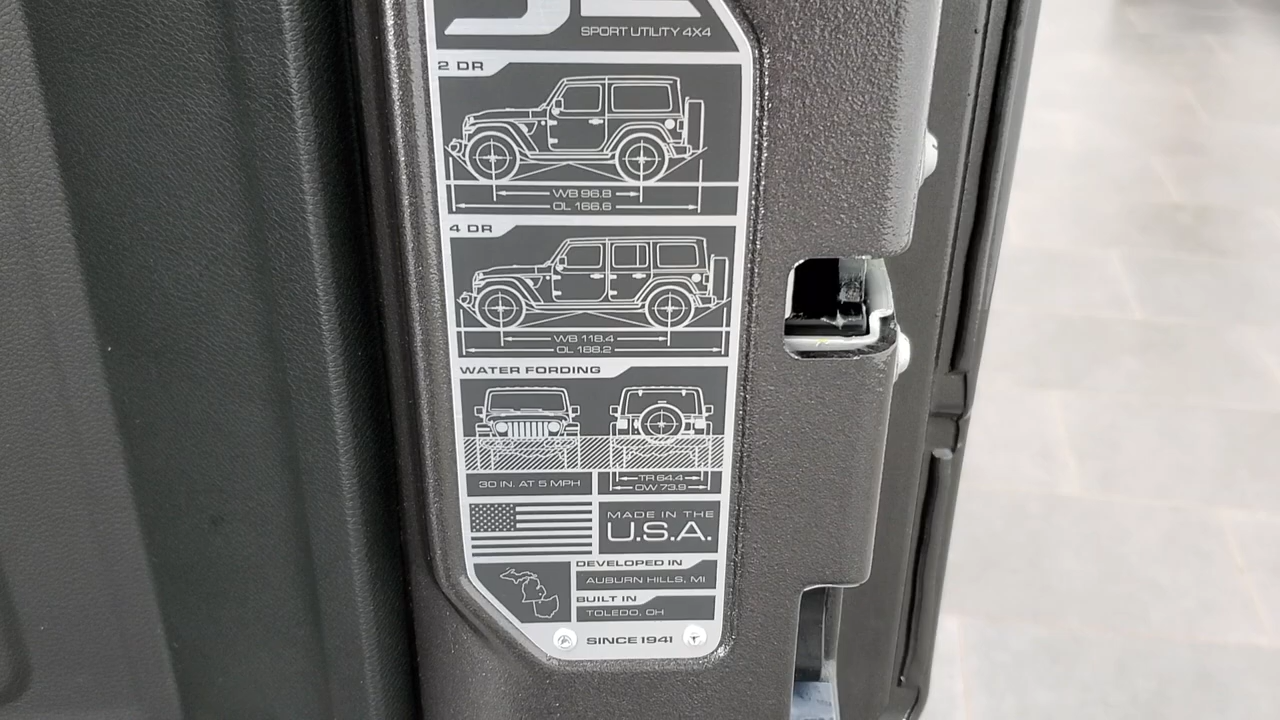 SPORT UTILITY 4X4
2 DR
WB 96.8
OL 166.6
4 DR
WB 118.4
OL 188.2
WATER FORDING
30 IN. AT 5 MPH
TR 64.4
OW 73.9
MADE IN THE
U.S.A.
DEVELOPED IN
AUBURN HILLS, MI
BUILT IN
TOLEDO, OH
SINCE 1941